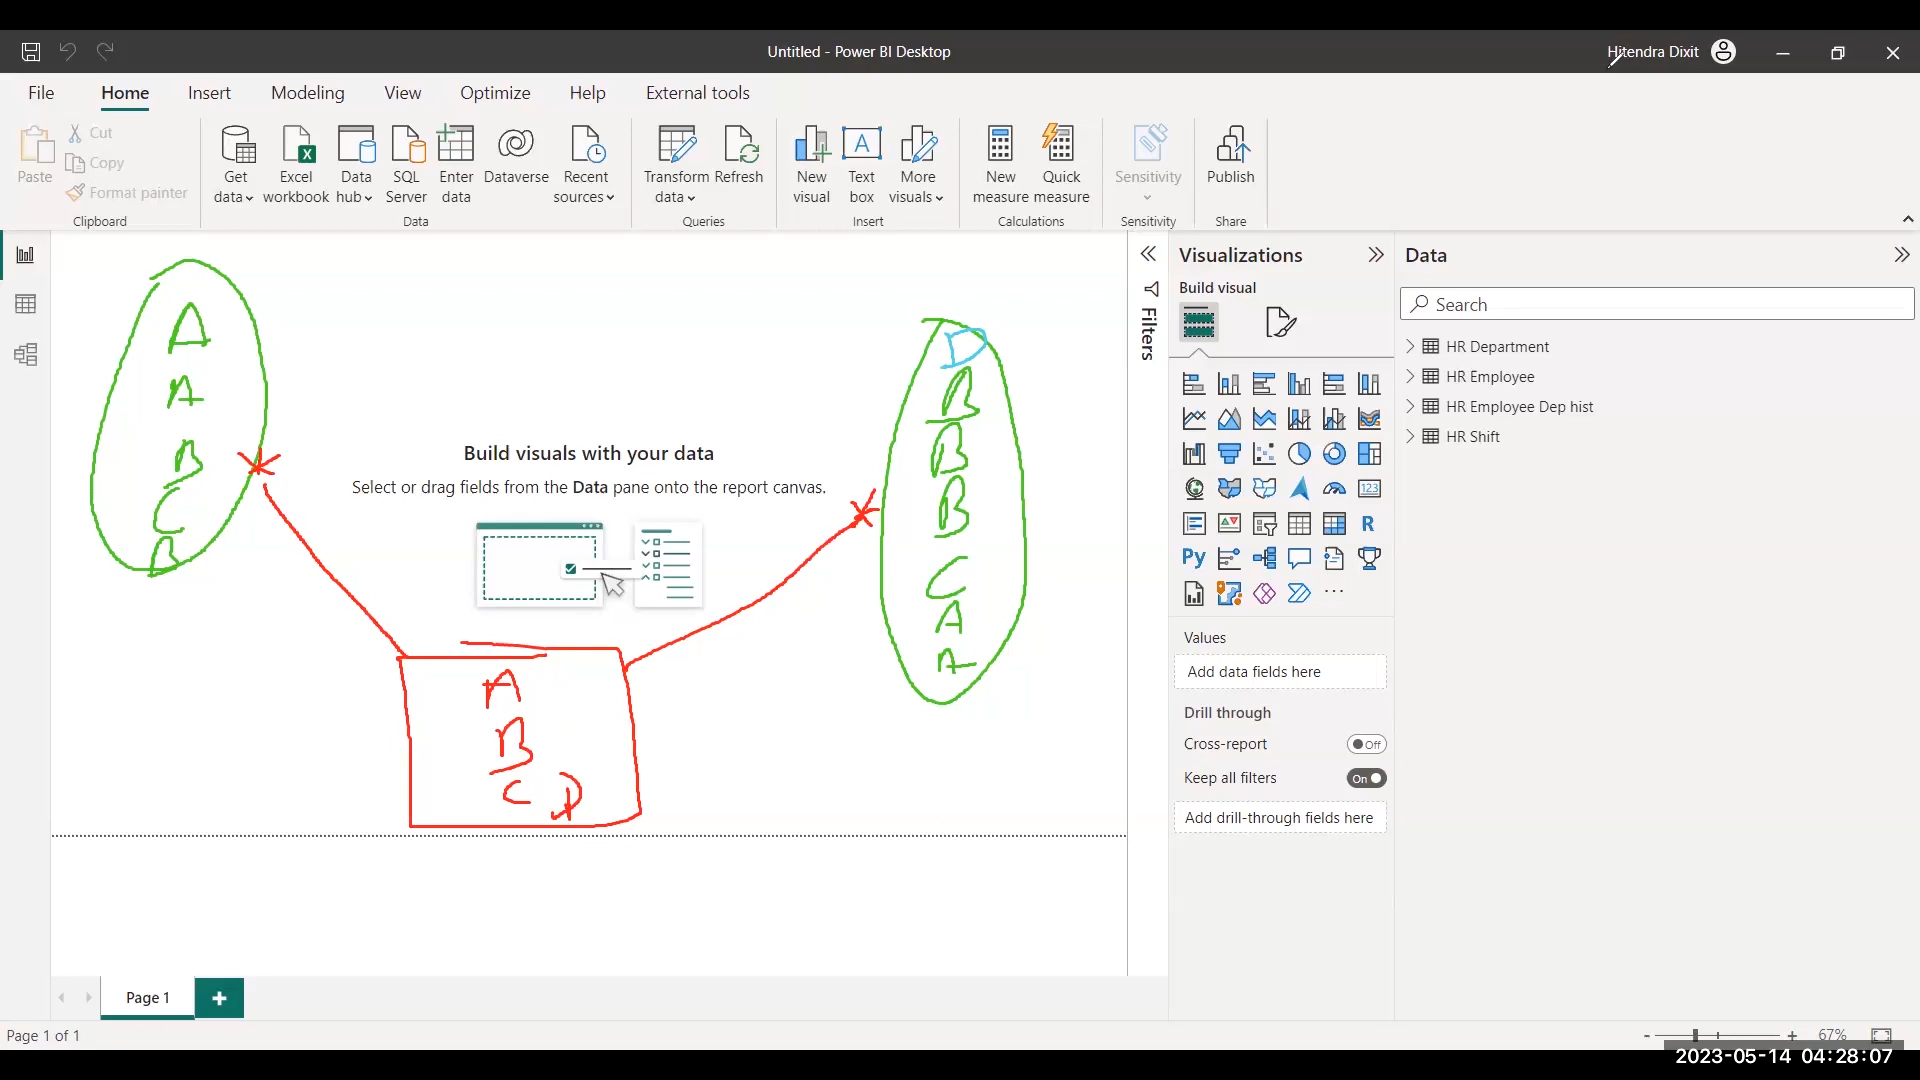 Untitled - Power BI Desktop
Hitendra Dixit
File Home Insert Modeling View Optimize Help External tools
Paste
Cut
Copy
Format painter
Clipboard
Get data
Excel workbook
Data hub
SQL Server
Enter data
Dataverse
Recent sources
Data
Transform data
Refresh
Queries
New visual
Text box
More visuals
Insert
New measure
Quick measure
Calculations
Sensitivity
Sensitivity
Publish
Share
A
A
B
C
B
Build visuals with your data
Select or drag fields from the Data pane onto the report canvas.
D
B
B
B
C
A
A
A
B
C D
Filters
Visualizations
Build visual
123
R
Py
...
Values
Add data fields here
Drill through
Cross-report Off
Keep all filters On
Add drill-through fields here
Data
Search
HR Department
HR Employee
HR Employee Dep hist
HR Shift
Page 1 +
Page 1 of 1
- + 67%
2023-05-14 04:28:07